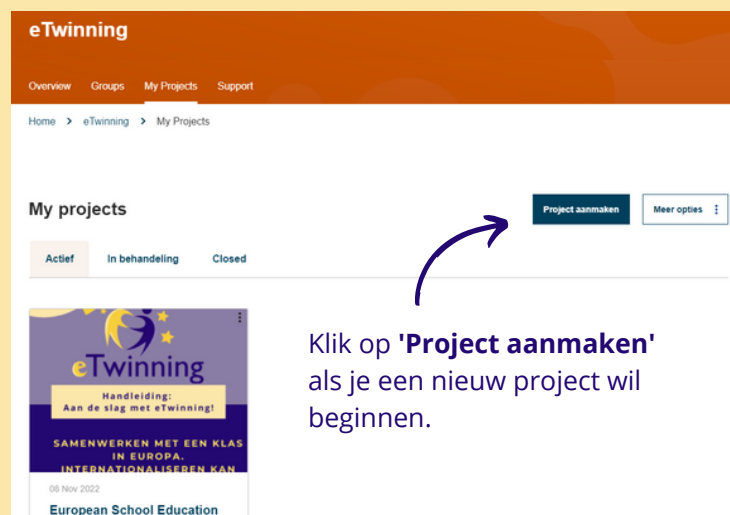 eTwinning
Overview Groups My Projects Support
Home > eTwinning > My Projects
My projects
Project aanmaken
Meer opties
Actief In behandeling Closed
eTwinning
Handleiding:
Aan de slag met eTwinning!
SAMENWERKEN MET EEN KLAS
IN EUROPA.
INTERNATIONALISEREN KAN
08 Nov 2022
European School Education
Klik op 'Project aanmaken'
als je een nieuw project wil
beginnen.